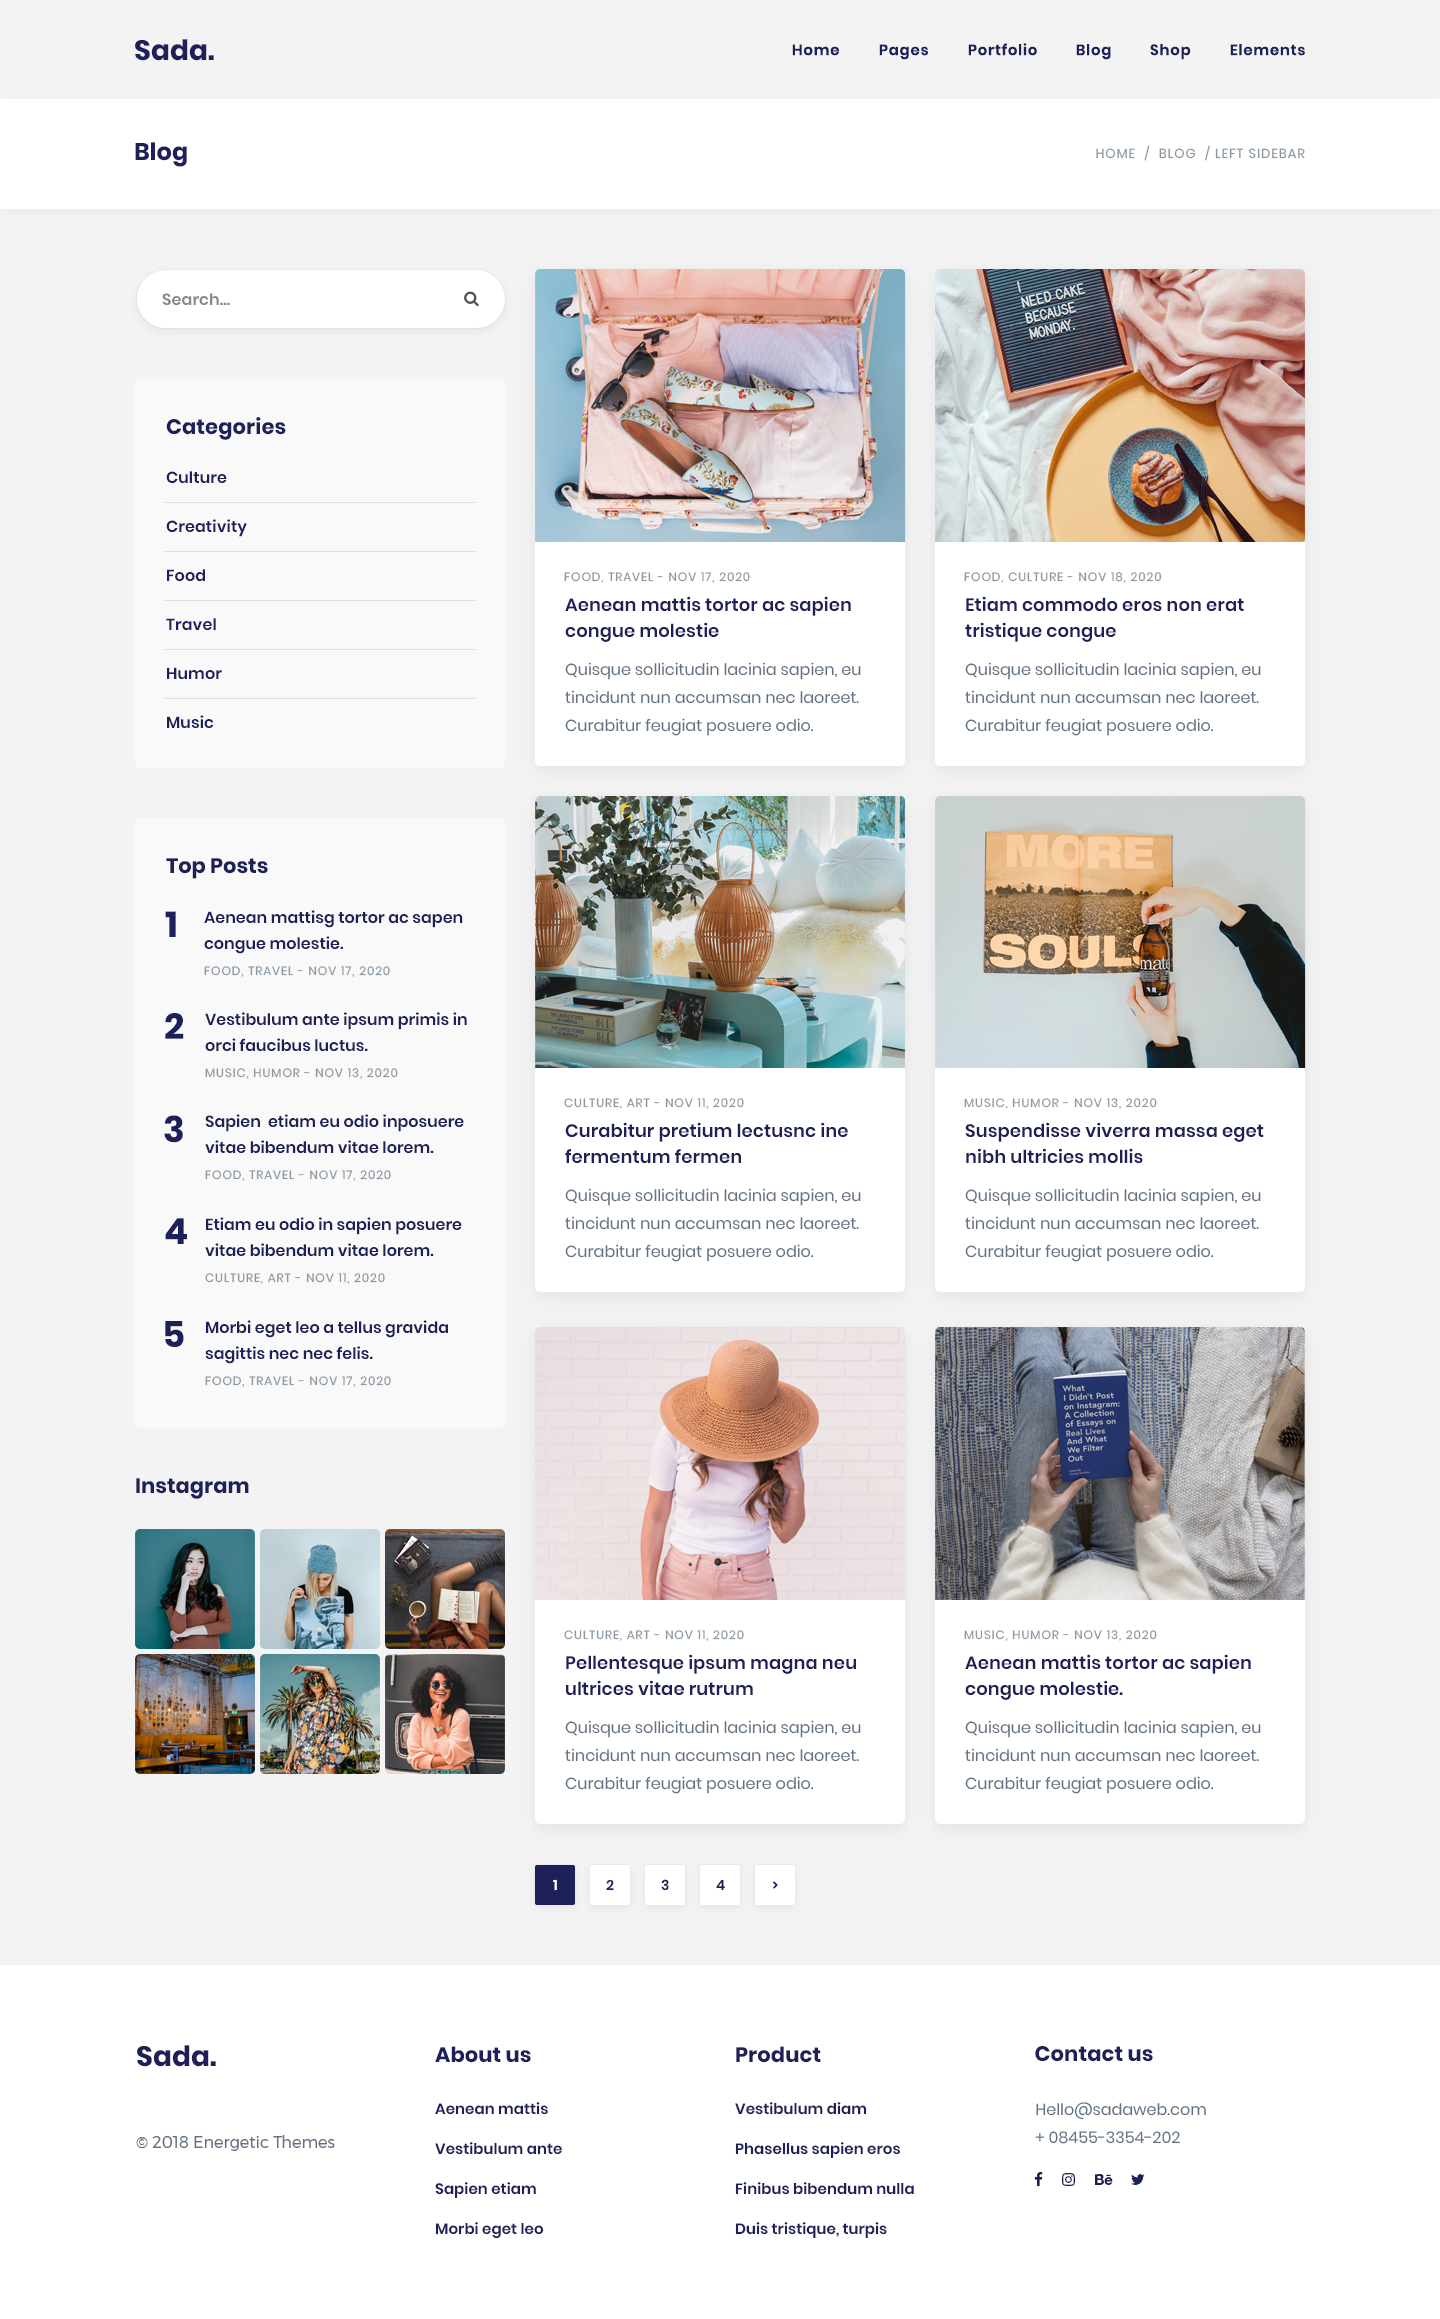 Sada.
Home Pages Portfolio Blog Shop Elements
Blog
HOME / BLOG / LEFT SIDEBAR
Search...
Categories
Culture
Creativity
Food
Travel
Humor
Music
Top Posts
1
Aenean mattisg tortor ac sapen
congue molestie.
FOOD, TRAVEL - NOV 17, 2020
2
Vestibulum ante ipsum primis in
orci faucibus luctus.
MUSIC, HUMOR - NOV 13, 2020
3
Sapien etiam eu odio inposuere
vitae bibendum vitae lorem.
FOOD, TRAVEL - NOV 17, 2020
4
Etiam eu odio in sapien posuere
vitae bibendum vitae lorem.
CULTURE, ART - NOV 11, 2020
5
Morbi eget leo a tellus gravida
sagittis nec nec felis.
FOOD, TRAVEL - NOV 17, 2020
Instagram
FOOD, TRAVEL - NOV 17, 2020
Aenean mattis tortor ac sapien
congue molestie
Quisque sollicitudin lacinia sapien, eu
tincidunt nun accumsan nec laoreet.
Curabitur feugiat posuere odio.
I
NEED CAKE
BECAUSE
MONDAY.
FOOD, CULTURE - NOV 18, 2020
Etiam commodo eros non erat
tristique congue
Quisque sollicitudin lacinia sapien, eu
tincidunt nun accumsan nec laoreet.
Curabitur feugiat posuere odio.
CULTURE, ART - NOV 11, 2020
Curabitur pretium lectusnc ine
fermentum fermen
Quisque sollicitudin lacinia sapien, eu
tincidunt nun accumsan nec laoreet.
Curabitur feugiat posuere odio.
MORE
SOULS
mate
MUSIC, HUMOR - NOV 13, 2020
Suspendisse viverra massa eget
nibh ultricies mollis
Quisque sollicitudin lacinia sapien, eu
tincidunt nun accumsan nec laoreet.
Curabitur feugiat posuere odio.
CULTURE, ART - NOV 11, 2020
Pellentesque ipsum magna neu
ultrices vitae rutrum
Quisque sollicitudin lacinia sapien, eu
tincidunt nun accumsan nec laoreet.
Curabitur feugiat posuere odio.
What
I Didn't Post
on Instagram:
A Collection
of Essays on
Real Lives
And What
We Filter
Out
MUSIC, HUMOR - NOV 13, 2020
Aenean mattis tortor ac sapien
congue molestie.
Quisque sollicitudin lacinia sapien, eu
tincidunt nun accumsan nec laoreet.
Curabitur feugiat posuere odio.
1 2 3 4 >
Sada.
© 2018 Energetic Themes
About us
Aenean mattis
Vestibulum ante
Sapien etiam
Morbi eget leo
Product
Vestibulum diam
Phasellus sapien eros
Finibus bibendum nulla
Duis tristique, turpis
Contact us
Hello@sadaweb.com
+ 08455-3354-202
Bē